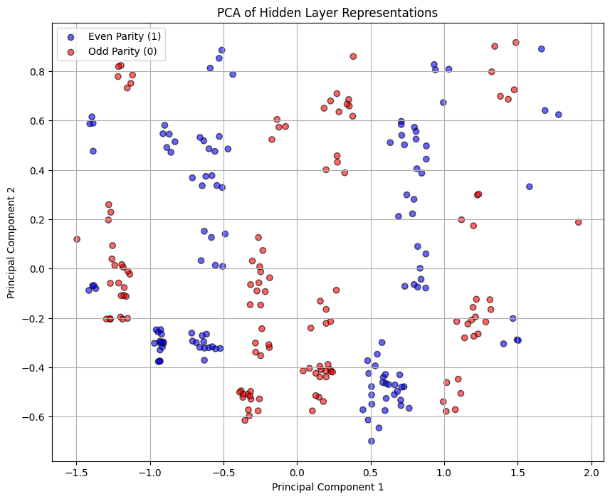 PCA of Hidden Layer Representations
Even Parity (1)
Odd Parity (0)
Principal Component 2
0.8
0.6
0.4
0.2
0.0
−0.2
−0.4
−0.6
−1.5 −1.0 −0.5 0.0 0.5 1.0 1.5 2.0
Principal Component 1